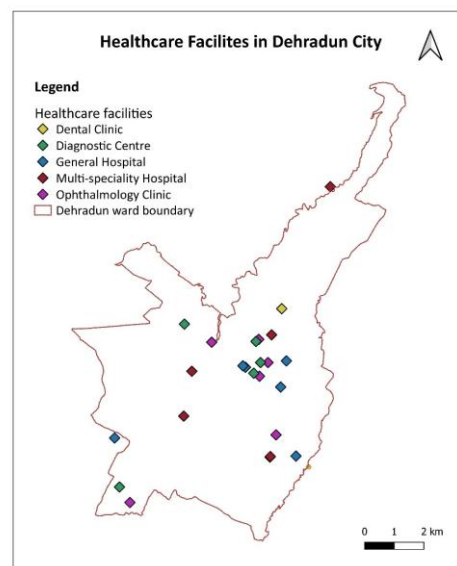 Healthcare Facilites in Dehradun City
Legend
Healthcare facilities
Dental Clinic
Diagnostic Centre
General Hospital
Multi-speciality Hospital
Ophthalmology Clinic
Dehradun ward boundary
0 1 2 km